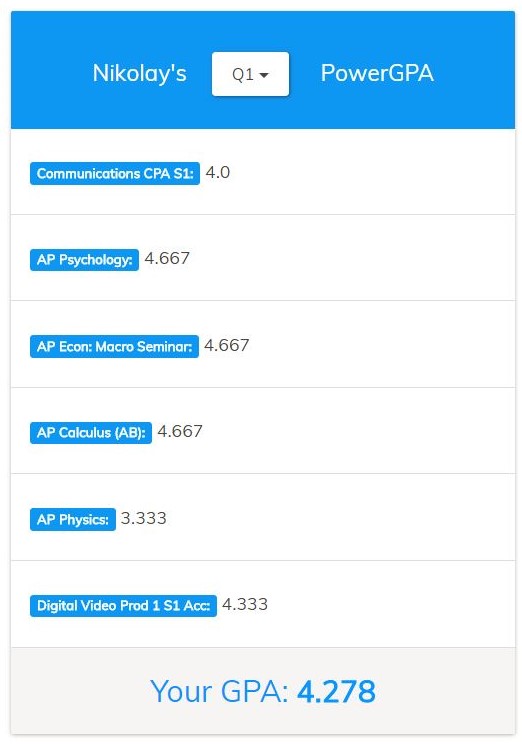 Nikolay's Q1 PowerGPA
Communications CPA S1: 4.0
AP Psychology: 4.667
AP Econ: Macro Seminar: 4.667
AP Calculus (AB): 4.667
AP Physics: 3.333
Digital Video Prod 1 S1 Acc: 4.333
Your GPA: 4.278